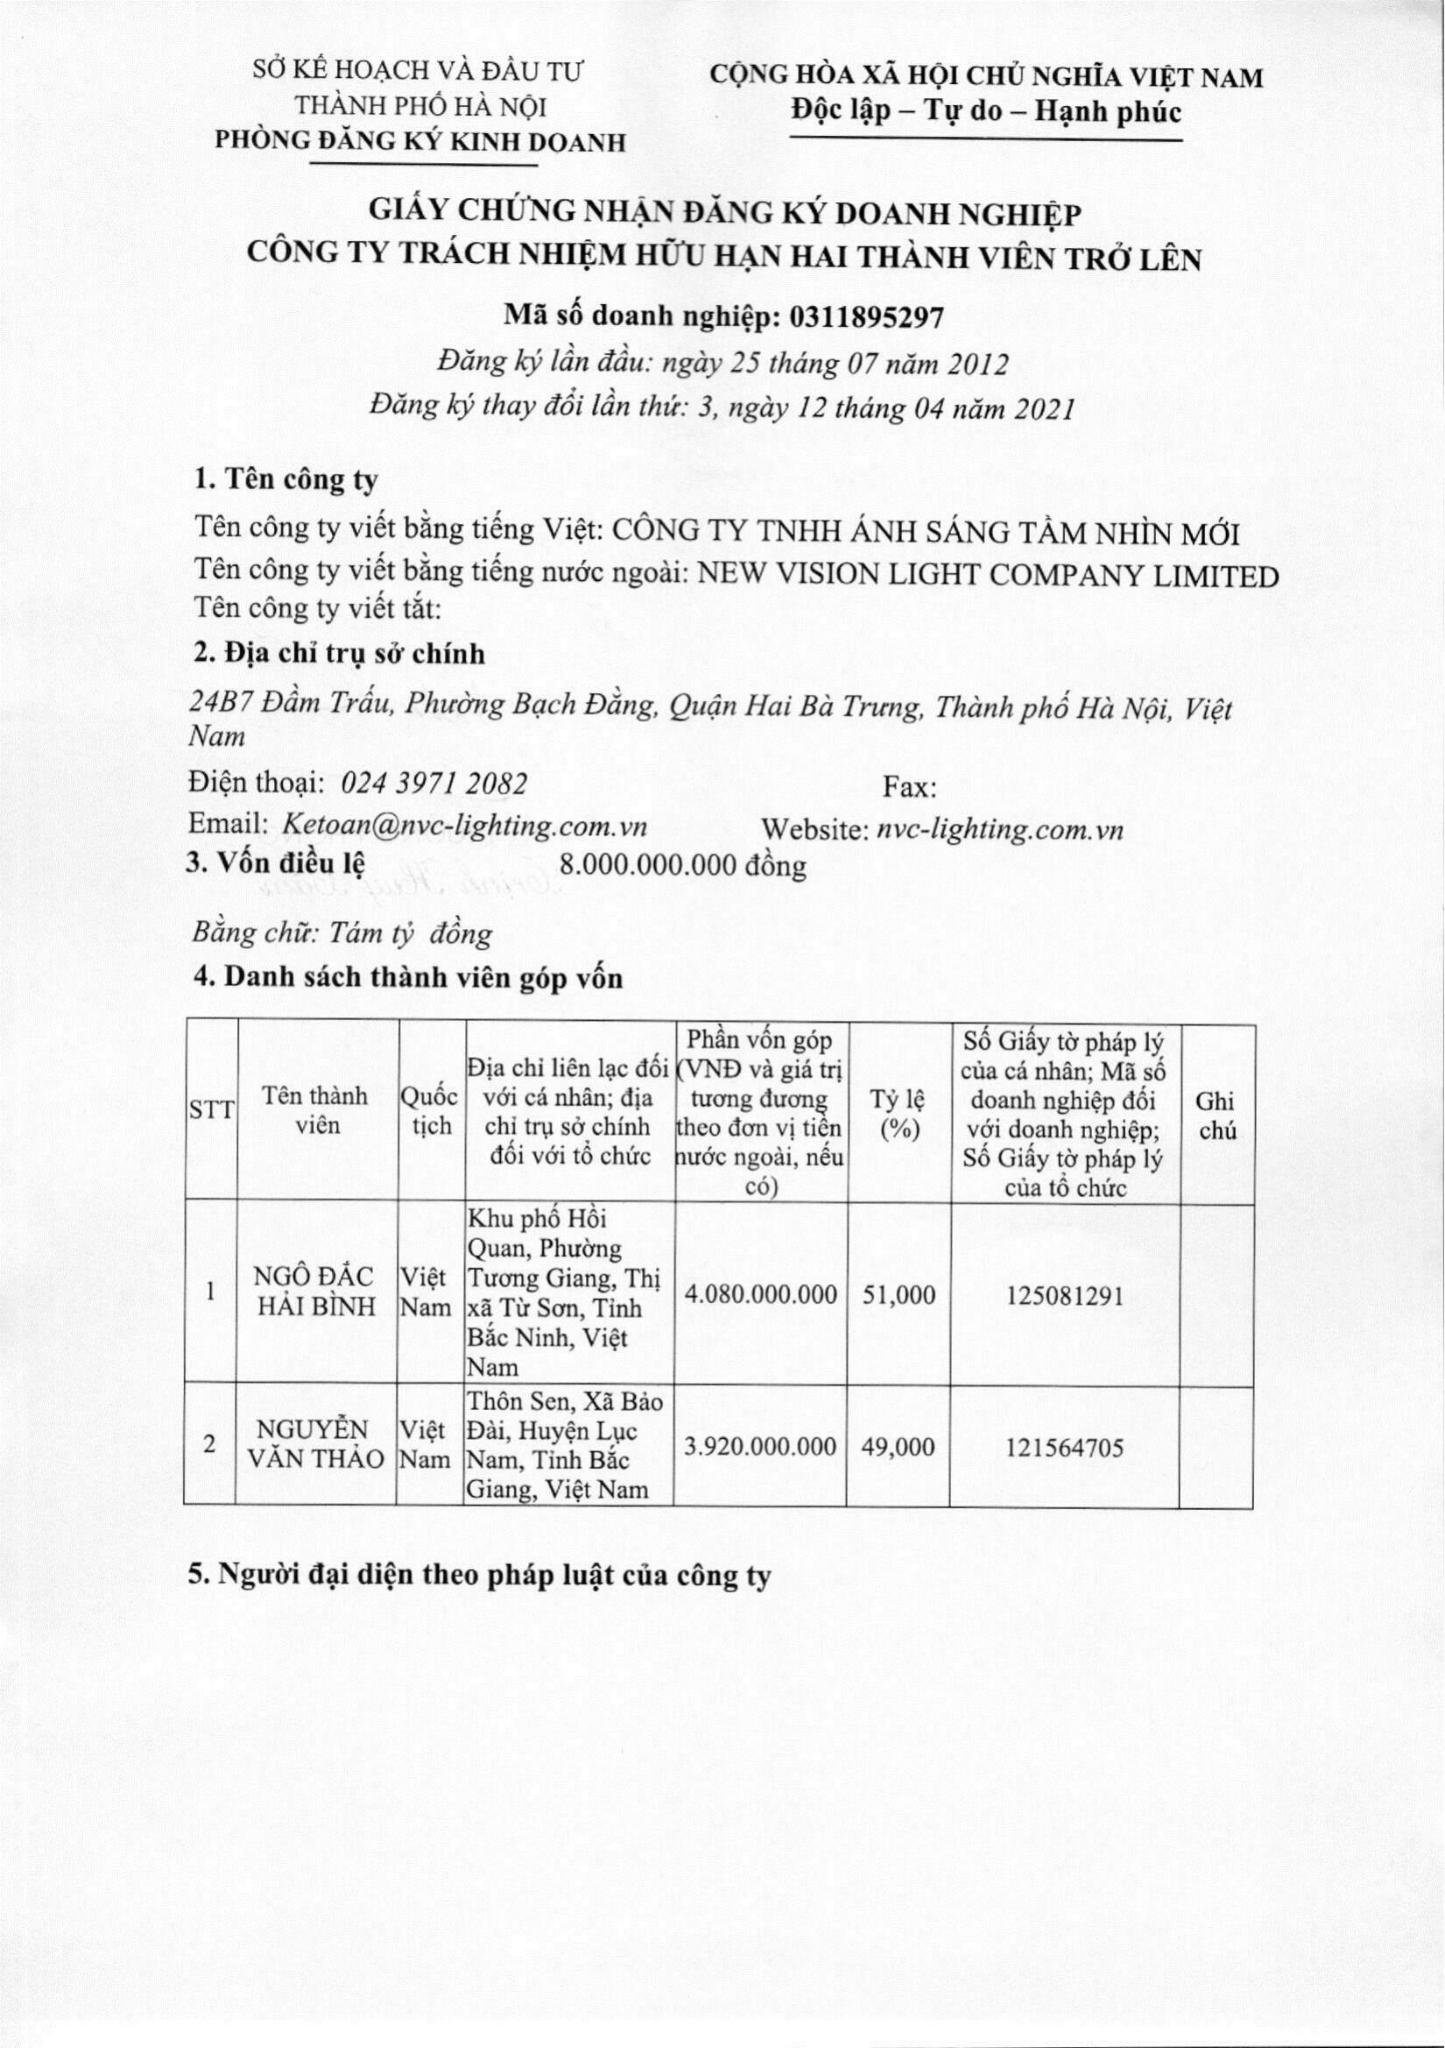 SỞ KẾ HOẠCH VÀ ĐẦU TƯ
THÀNH PHỐ HÀ NỘI
PHÒNG ĐĂNG KÝ KINH DOANH
CỘNG HÒA XÃ HỘI CHỦ NGHĨA VIỆT NAM
Độc lập – Tự do – Hạnh phúc
GIẤY CHỨNG NHẬN ĐĂNG KÝ DOANH NGHIỆP
CÔNG TY TRÁCH NHIỆM HỮU HẠN HAI THÀNH VIÊN TRỞ LÊN
Mã số doanh nghiệp: 0311895297
Đăng ký lần đầu: ngày 25 tháng 07 năm 2012
Đăng ký thay đổi lần thứ: 3, ngày 12 tháng 04 năm 2021
1. Tên công ty
Tên công ty viết bằng tiếng Việt: CÔNG TY TNHH ÁNH SÁNG TẦM NHÌN MỚI
Tên công ty viết bằng tiếng nước ngoài: NEW VISION LIGHT COMPANY LIMITED
Tên công ty viết tắt:
2. Địa chỉ trụ sở chính
24B7 Đầm Trấu, Phường Bạch Đằng, Quận Hai Bà Trưng, Thành phố Hà Nội, Việt
Nam
Điện thoại: 024 3971 2082 Fax:
Email: Ketoan@nvc-lighting.com.vn Website: nvc-lighting.com.vn
3. Vốn điều lệ 8.000.000.000 đồng
Bằng chữ: Tám tỷ đồng
4. Danh sách thành viên góp vốn
STT
Tên thành
viên
Quốc
tịch
Địa chỉ liên lạc đối
với cá nhân; địa
chỉ trụ sở chính
đối với tổ chức
Phần vốn góp
(VNĐ và giá trị
tương đương
theo đơn vị tiền
nước ngoài, nếu
có)
Tỷ lệ
(%)
Số Giấy tờ pháp lý
của cá nhân; Mã số
doanh nghiệp đối
với doanh nghiệp;
Số Giấy tờ pháp lý
của tổ chức
Ghi
chú
1
NGÔ ĐẮC
HẢI BÌNH
Việt
Nam
Khu phố Hồi
Quan, Phường
Tương Giang, Thị
xã Từ Sơn, Tỉnh
Bắc Ninh, Việt
Nam
4.080.000.000
51,000
125081291
2
NGUYỄN
VĂN THẢO
Việt
Nam
Thôn Sen, Xã Bảo
Đài, Huyện Lục
Nam, Tỉnh Bắc
Giang, Việt Nam
3.920.000.000
49,000
121564705
5. Người đại diện theo pháp luật của công ty